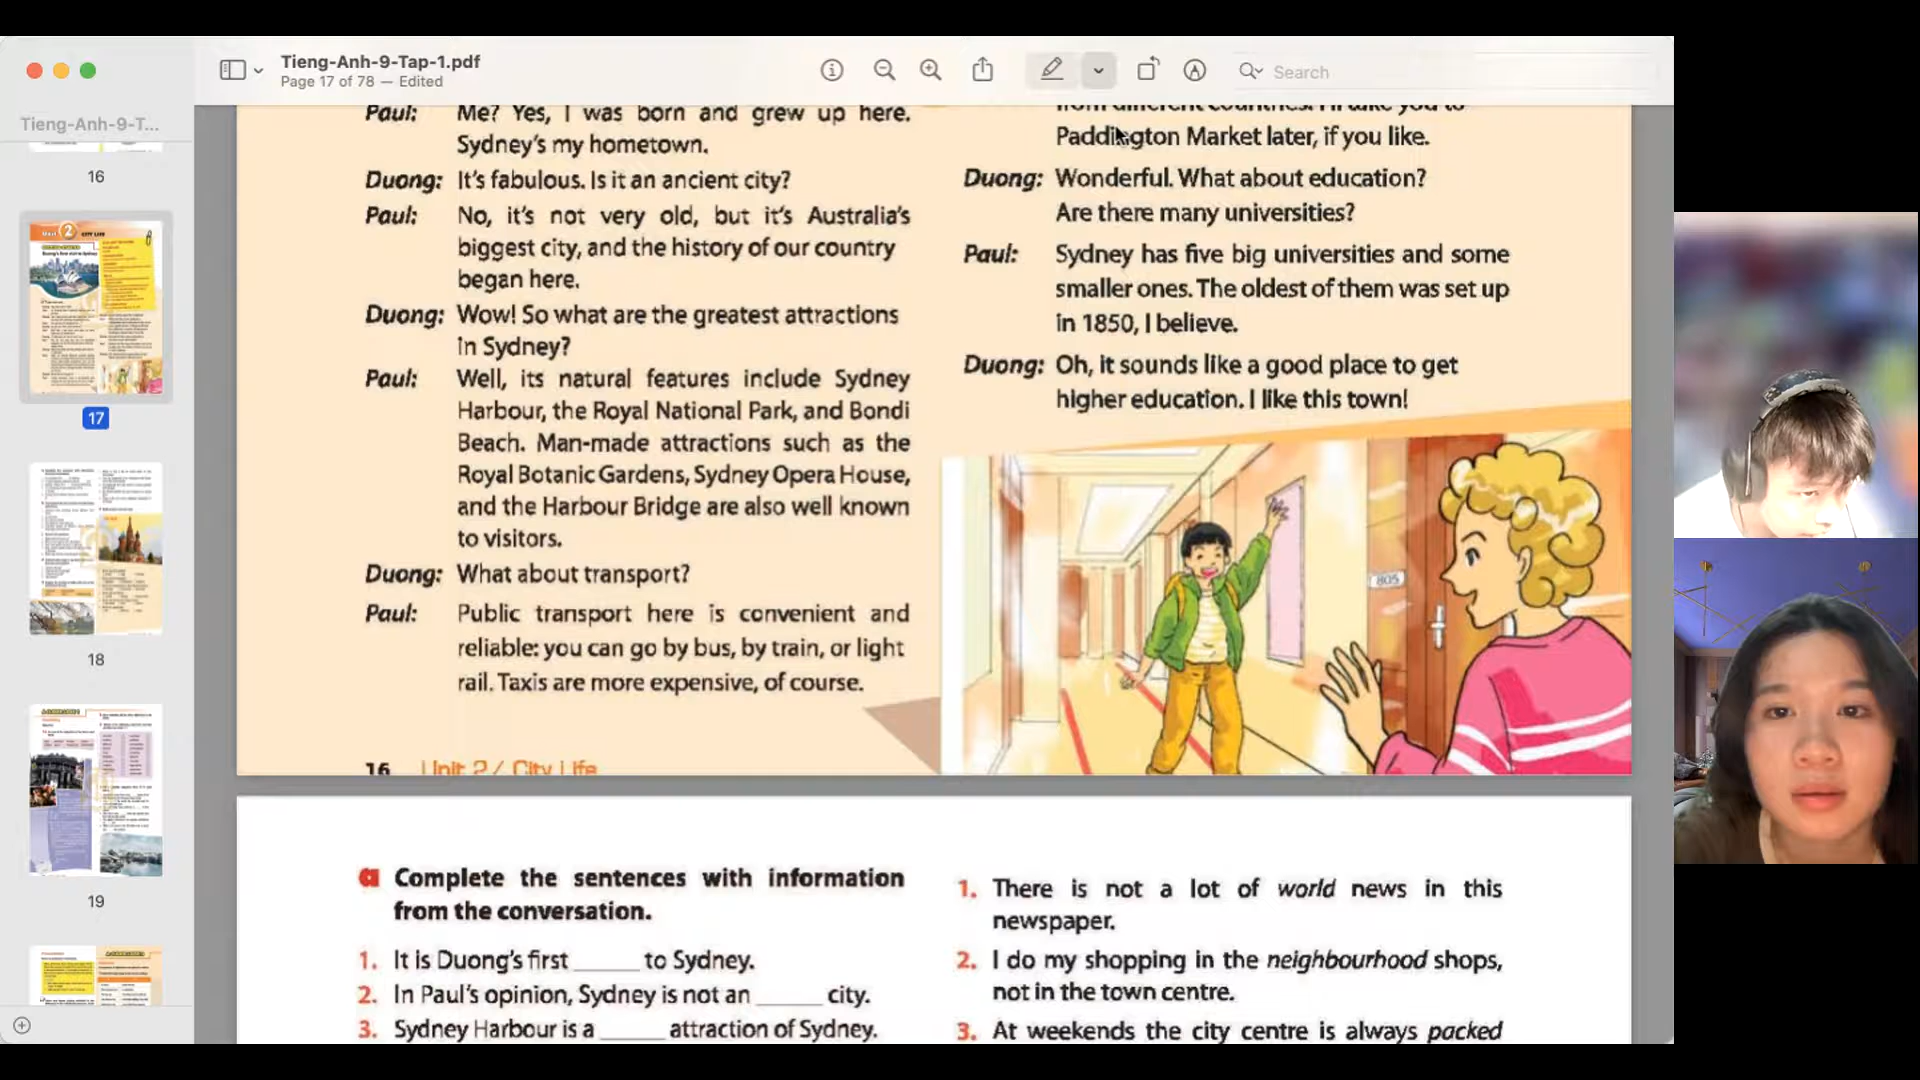 Tieng-Anh-9-Tap-1.pdf
Page 17 of 78 — Edited
Search
Tieng-Anh-9-T...
16
17
18
19
Paul: Me? Yes, I was born and grew up here.
Sydney's my hometown.
Duong: It's fabulous. Is it an ancient city?
Paul: No, it's not very old, but it's Australia's
biggest city, and the history of our country
began here.
Duong: Wow! So what are the greatest attractions
in Sydney?
Paul: Well, its natural features include Sydney
Harbour, the Royal National Park, and Bondi
Beach. Man-made attractions such as the
Royal Botanic Gardens, Sydney Opera House,
and the Harbour Bridge are also well known
to visitors.
Duong: What about transport?
Paul: Public transport here is convenient and
reliable: you can go by bus, by train, or light
rail. Taxis are more expensive, of course.
16 Unit 2/ City Life
from different countries. I'll take you to
Paddington Market later, if you like.
Duong: Wonderful. What about education?
Are there many universities?
Paul: Sydney has five big universities and some
smaller ones. The oldest of them was set up
in 1850, I believe.
Duong: Oh, it sounds like a good place to get
higher education. I like this town!
805
a Complete the sentences with information
from the conversation.
1. It is Duong's first ______ to Sydney.
2. In Paul's opinion, Sydney is not an ______ city.
3. Sydney Harbour is a ______ attraction of Sydney.
1. There is not a lot of world news in this
newspaper.
2. I do my shopping in the neighbourhood shops,
not in the town centre.
3. At weekends the city centre is always packed